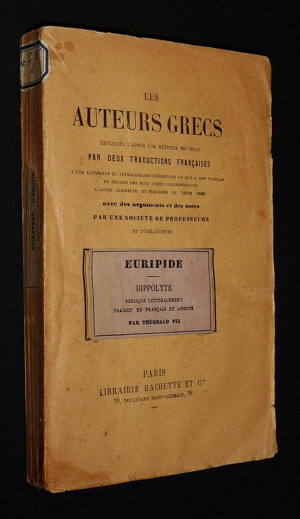 LES
AUTEURS GRECS
EXPLIQUÉS D'APRÈS UNE MÉTHODE NOUVELLE
PAR DEUX TRADUCTIONS FRANÇAISES
L'UNE LITTÉRALE ET JUXTALINÉAIRE PRÉSENTANT LE MOT A MOT FRANÇAIS
EN REGARD DES MOTS GRECS CORRESPONDANTS
L'AUTRE CORRECTE ET PRÉCÉDÉE DU TEXTE GREC
avec des arguments et des notes
PAR UNE SOCIÉTÉ DE PROFESSEURS
ET D'HELLÉNISTES
EURIPIDE
HIPPOLYTE
EXPLIQUÉ LITTÉRALEMENT
TRADUIT EN FRANÇAIS ET ANNOTÉ
PAR THÉOBALD FIX
PARIS
LIBRAIRIE HACHETTE ET Cie
79, BOULEVARD SAINT-GERMAIN, 79